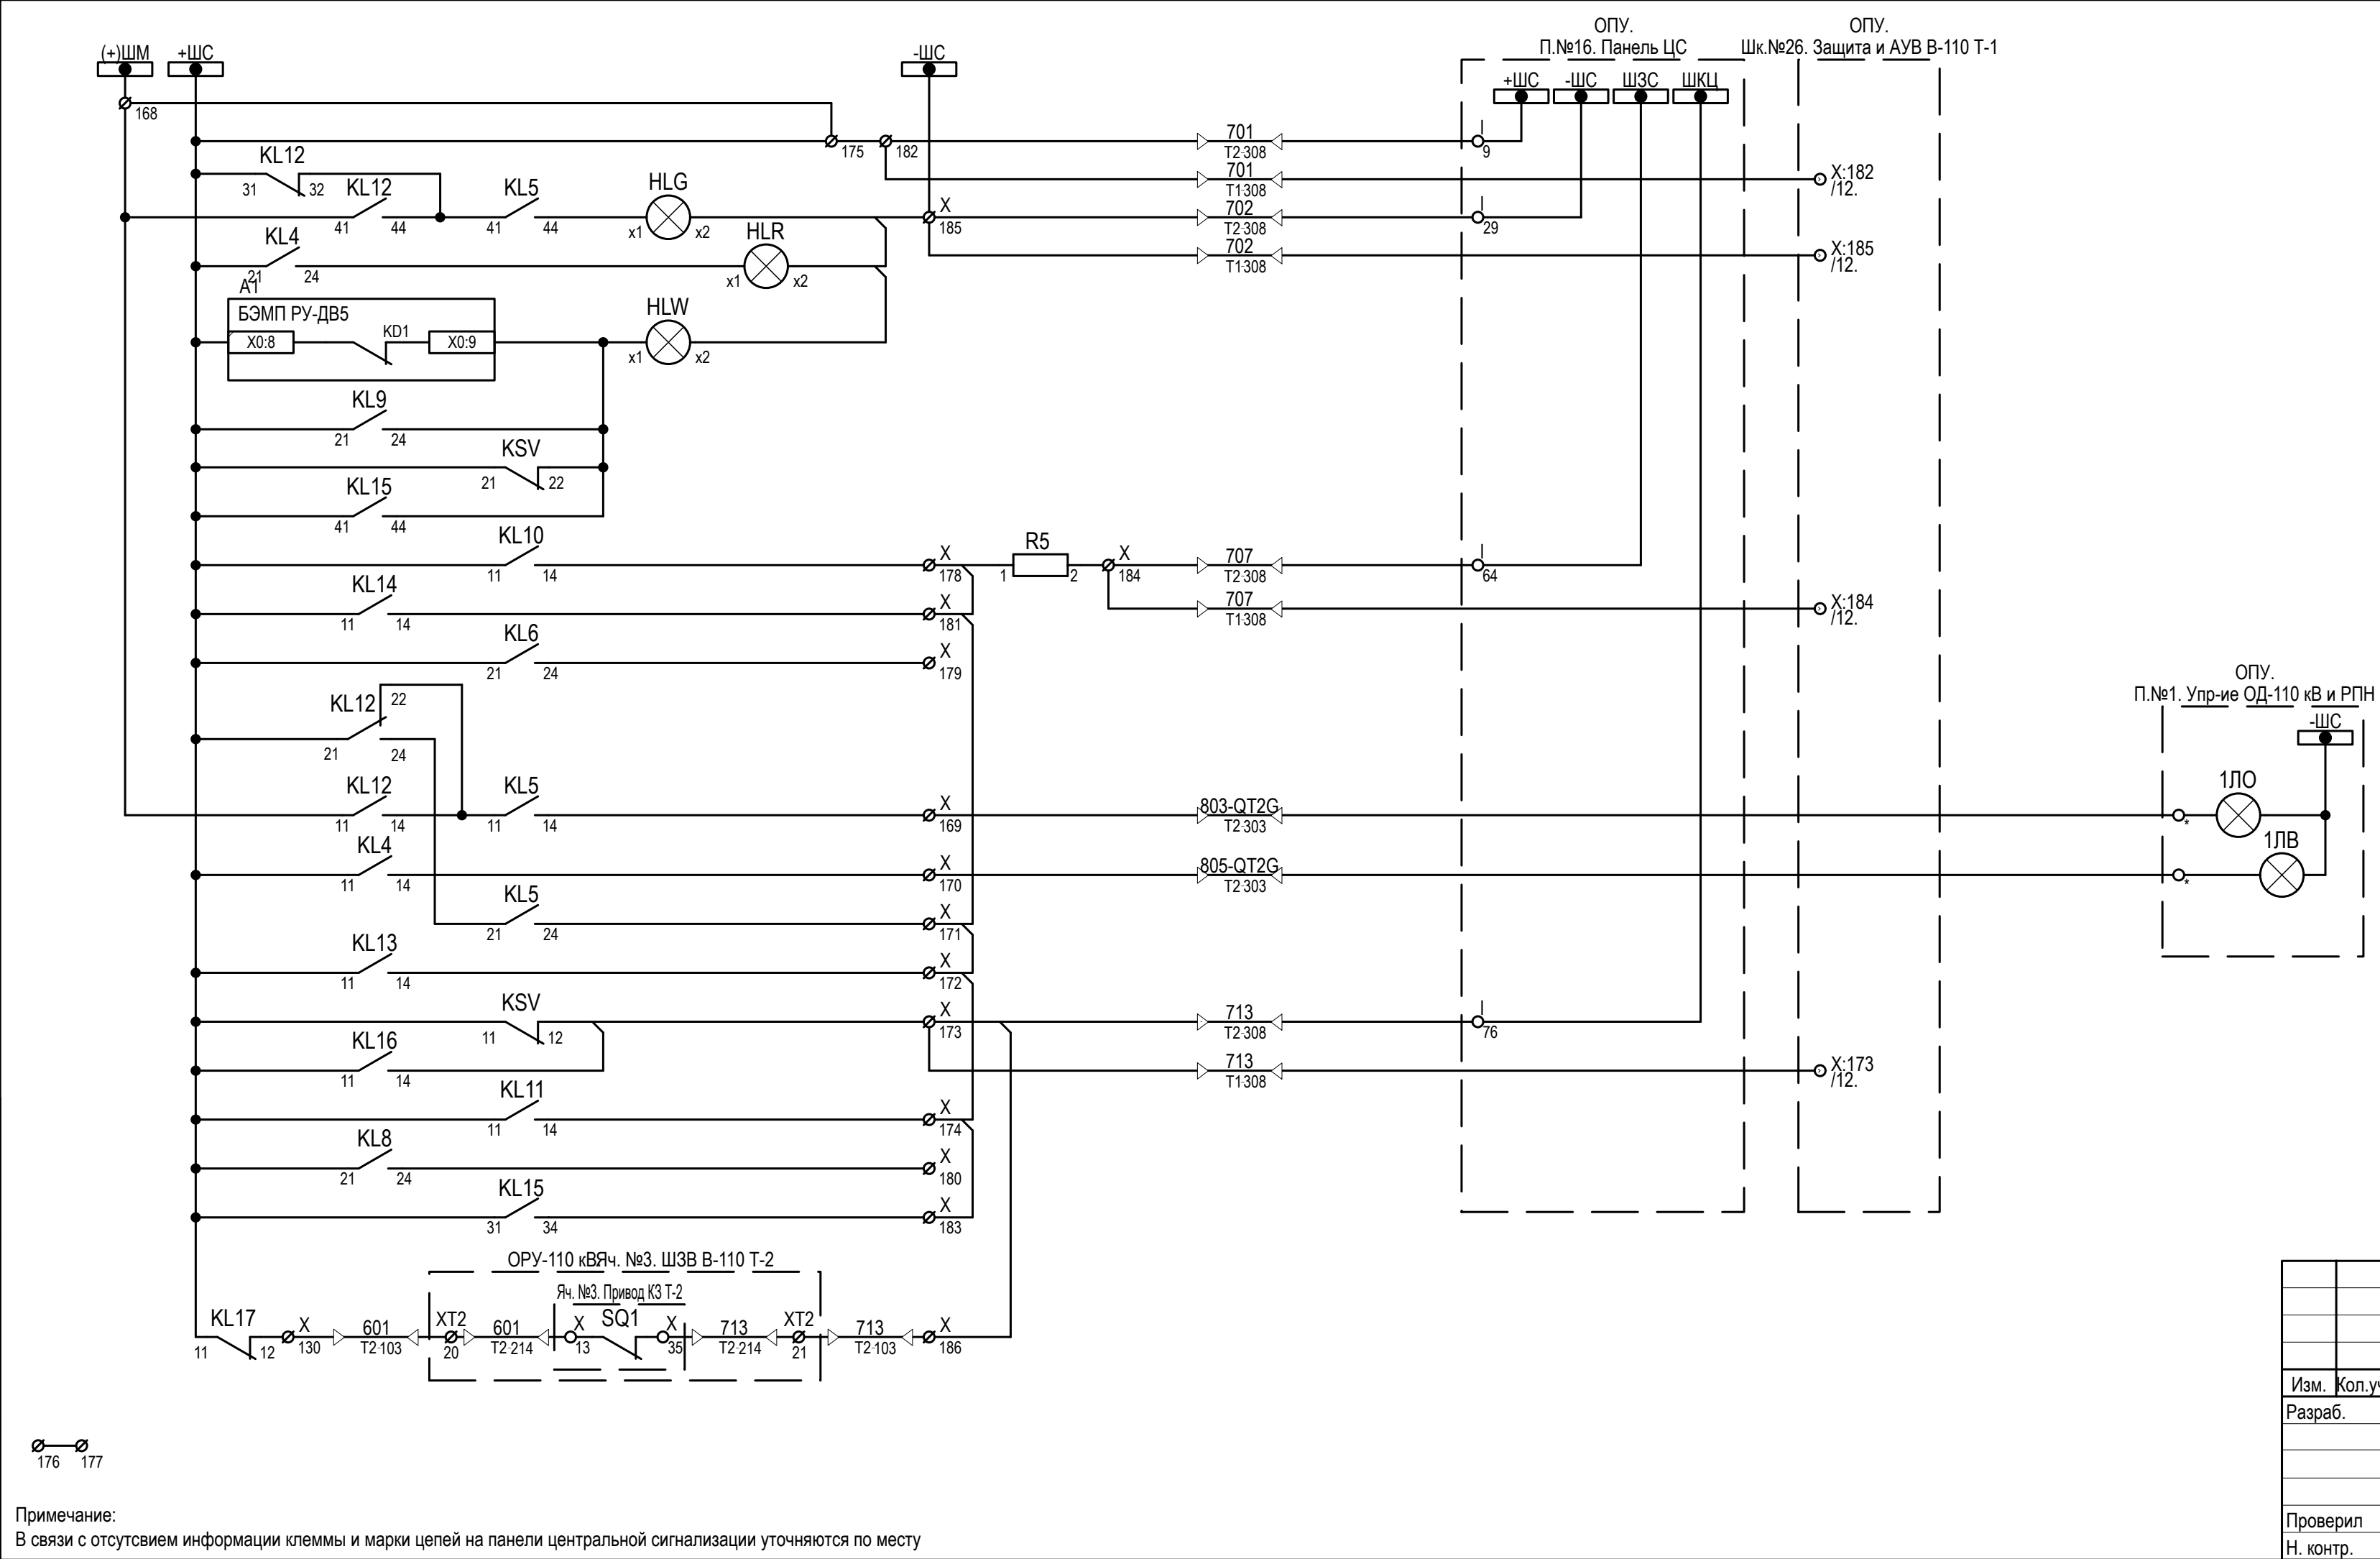 ОПУ.
П.№16. Панель ЦС
ОПУ.
Шк.№26. Защита и АУВ В-110 Т-1
(+)ШМ
+ШС
-ШС
+ШС
-ШС
ШЗС
ШКЦ
168
175
182
701
Т2-308
I
9
KL12
31
32
701
Т1-308
X:182
/12.
KL12
41
44
KL5
41
44
HLG
x1
x2
X
185
702
Т2-308
I
29
KL4
21
24
HLR
x1
x2
702
Т1-308
X:185
/12.
A1
БЭМП РУ-ДВ5
X0:8
KD1
X0:9
HLW
x1
x2
KL9
21
24
KSV
21
22
KL15
41
44
KL10
11
14
X
178
R5
1
2
X
184
707
Т2-308
I
64
KL14
11
14
X
181
707
Т1-308
X:184
/12.
KL6
21
24
X
179
ОПУ.
П.№1. Упр-ие ОД-110 кВ и РПН
-ШС
KL12
22
21
24
KL12
11
14
KL5
11
14
X
169
803-QT2G
Т2-303
*
1ЛО
KL4
11
14
X
170
805-QT2G
Т2-303
*
1ЛВ
KL5
21
24
X
171
KL13
11
14
X
172
KSV
11
12
X
173
713
Т2-308
I
76
KL16
11
14
713
Т1-308
X:173
/12.
KL11
11
14
X
174
KL8
21
24
X
180
KL15
31
34
X
183
ОРУ-110 кВЯч. №3. ШЗВ В-110 Т-2
Яч. №3. Привод КЗ Т-2
KL17
11
12
X
130
601
Т2-103
XT2
20
601
Т2-214
X
13
SQ1
X
35
713
Т2-214
XT2
21
713
Т2-103
X
186
176
177
Изм.
Кол.уч
Разраб.
Проверил
Н. контр.
Примечание:
В связи с отсутсвием информации клеммы и марки цепей на панели центральной сигнализации уточняются по месту